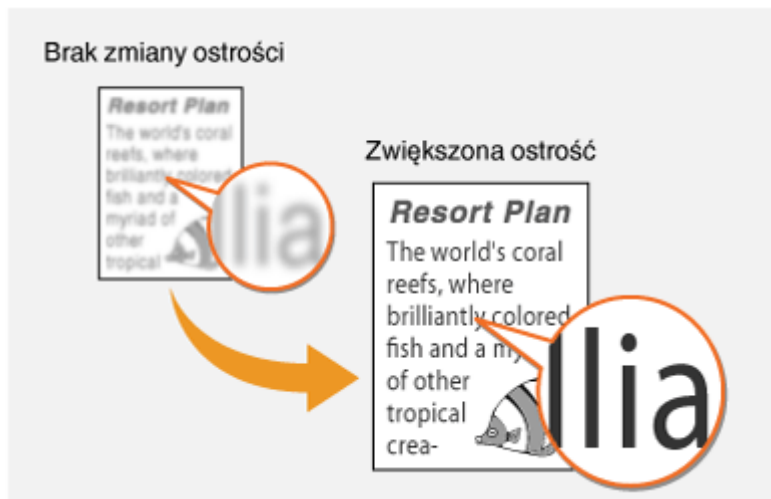 Brak zmiany ostrości
Resort Plan
The world's coral
reefs, where
brilliantly colored
fish and a
myriad of
other
tropical
lia
Zwiększona ostrość
Resort Plan
The world's coral
reefs, where
brilliantly colored
fish and a my
of other
tropical
crea-
llia